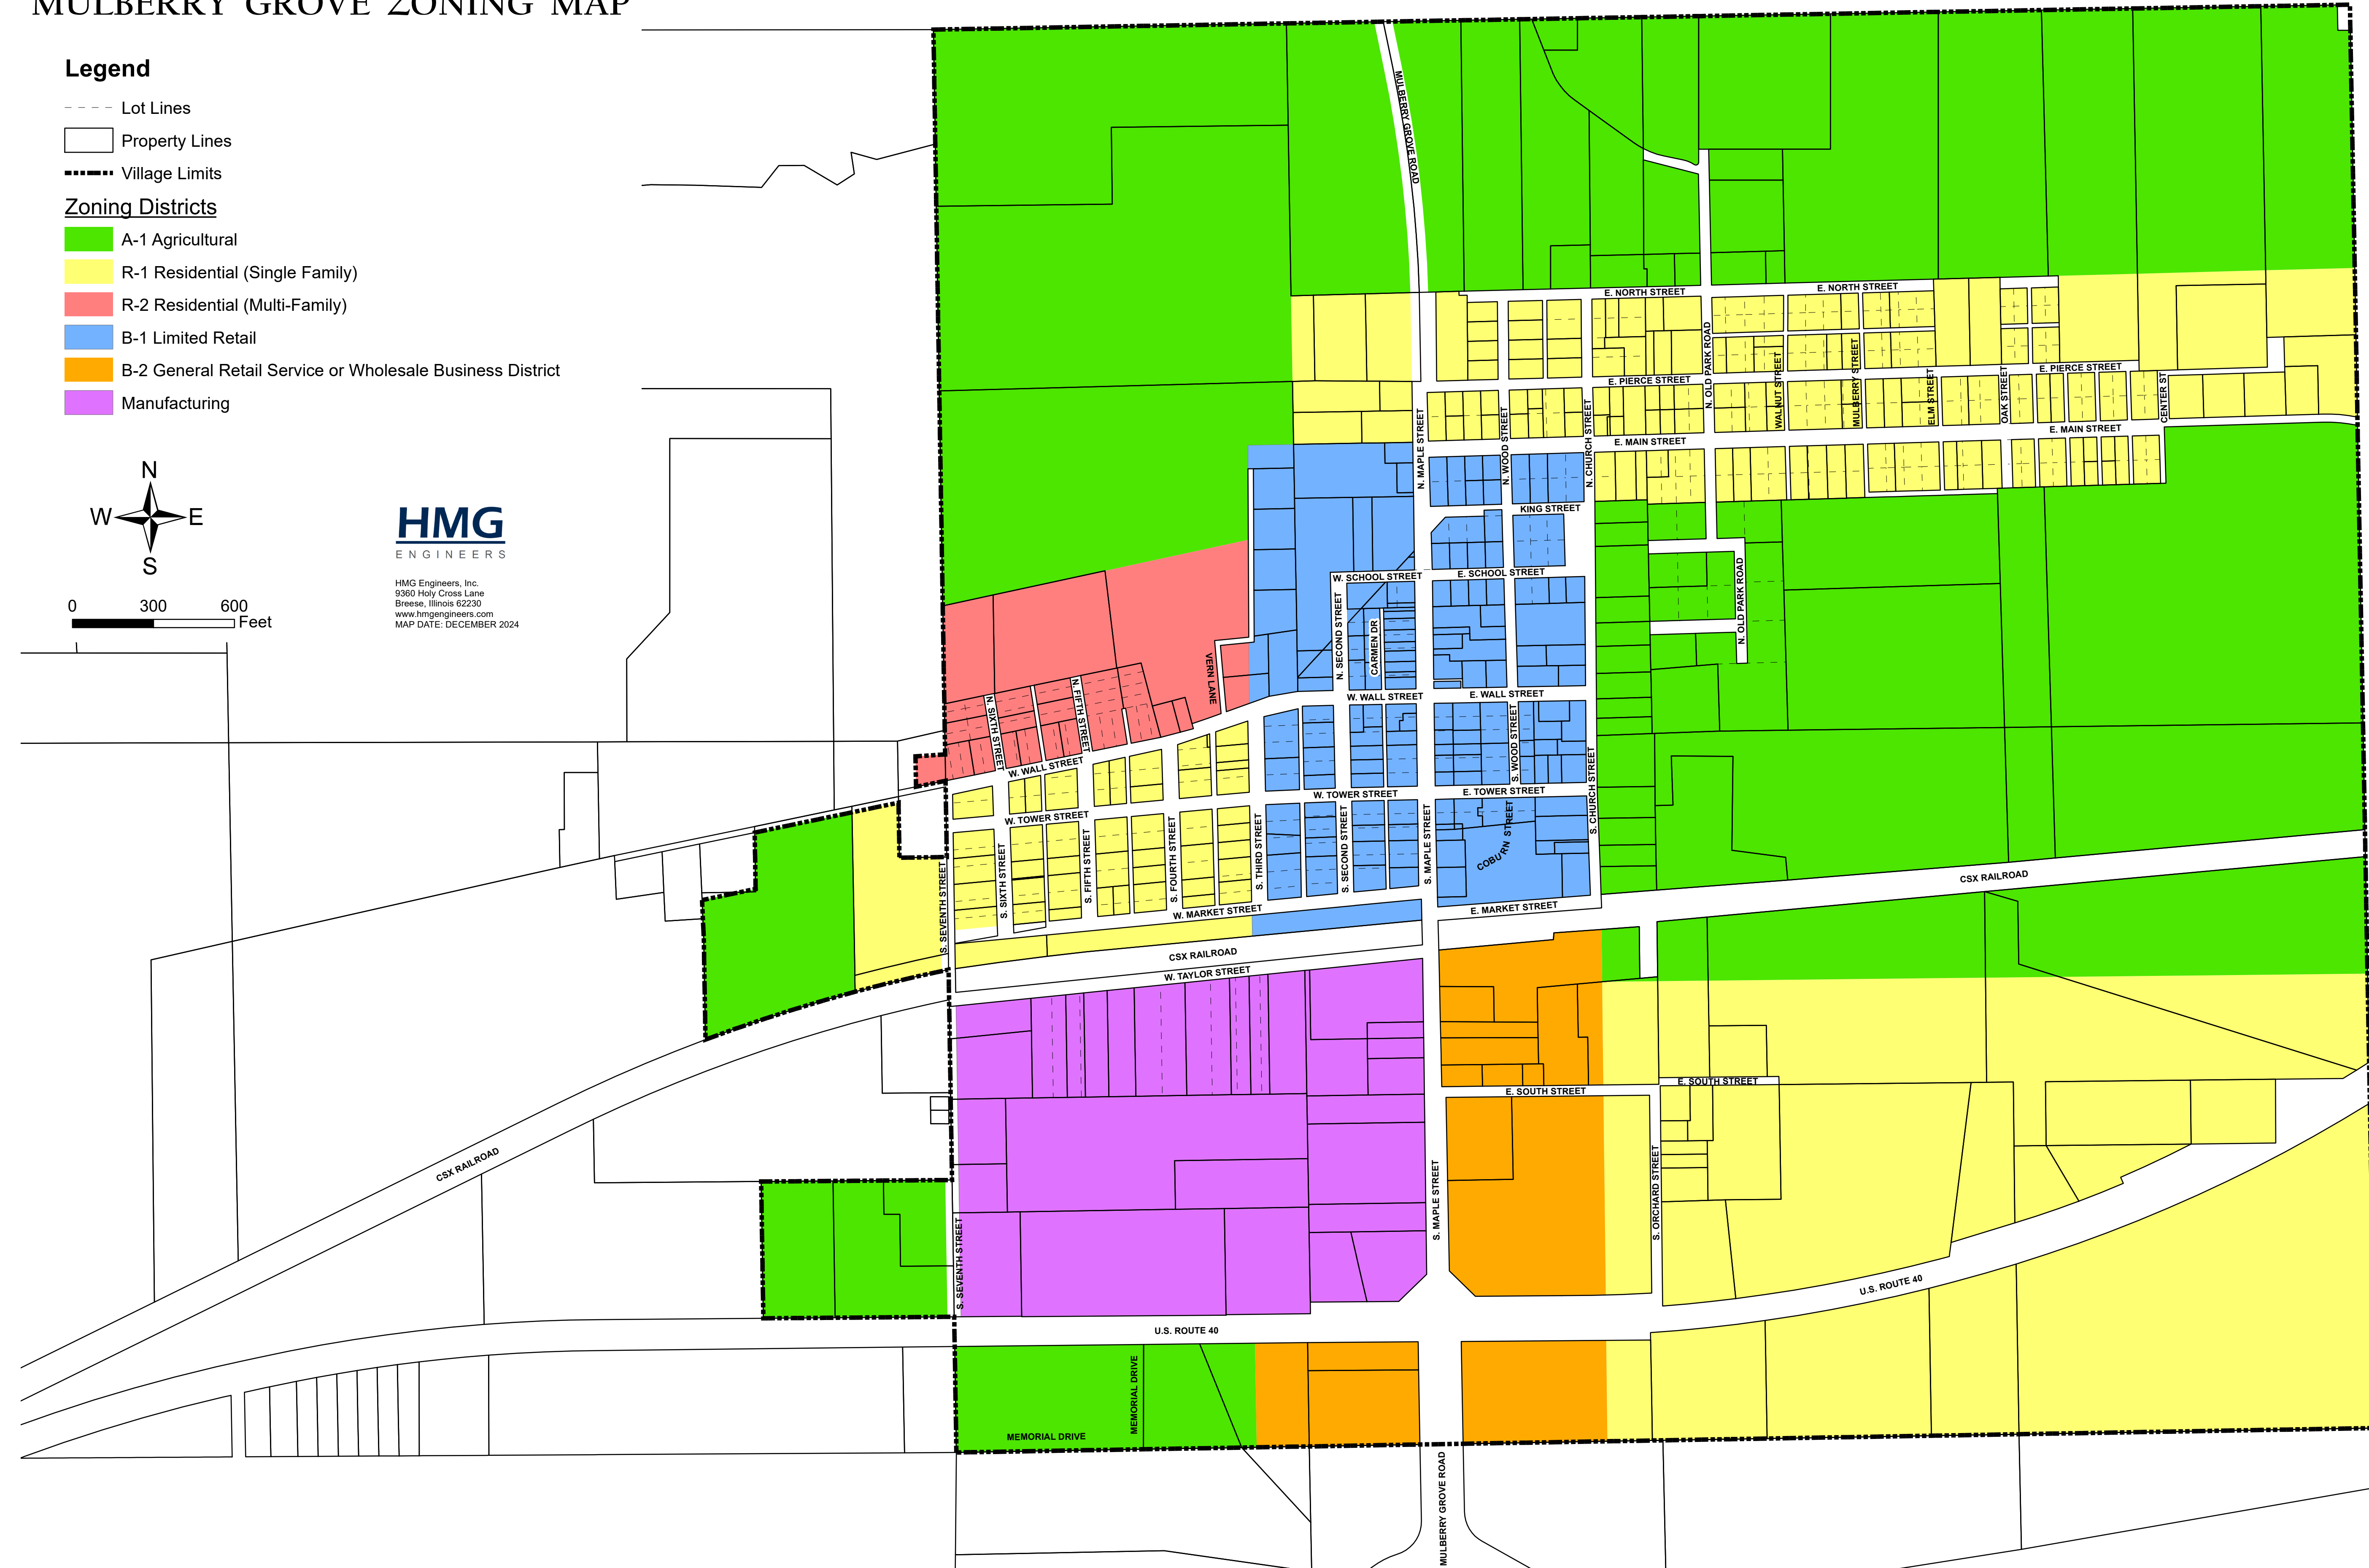 MULBERRY GROVE ZONING MAP
Legend
Lot Lines
Property Lines
Village Limits
Zoning Districts
A-1 Agricultural
R-1 Residential (Single Family)
R-2 Residential (Multi-Family)
B-1 Limited Retail
B-2 General Retail Service or Wholesale Business District
Manufacturing
N
W E
S
0 300 600
Feet
HMG
ENGINEERS
HMG Engineers, Inc.
9360 Holy Cross Lane
Breese, Illinois 62230
www.hmgengineers.com
MAP DATE: DECEMBER 2024
MULBERRY GROVE ROAD
E. NORTH STREET
E. NORTH STREET
N. OLD PARK ROAD
E. PIERCE STREET
E. PIERCE STREET
WALNUT STREET
MULBERRY STREET
ELM STREET
OAK STREET
CENTER ST
N. MAPLE STREET
N. WOOD STREET
N. CHURCH STREET
E. MAIN STREET
E. MAIN STREET
KING STREET
N. OLD PARK ROAD
W. SCHOOL STREET
E. SCHOOL STREET
N. SECOND STREET
CARMEN DR
VERN LANE
N. SIXTH STREET
N. FIFTH STREET
W. WALL STREET
E. WALL STREET
W. WALL STREET
S. WOOD STREET
S. CHURCH STREET
W. TOWER STREET
E. TOWER STREET
W. TOWER STREET
COBURN STREET
S. SEVENTH STREET
S. SIXTH STREET
S. FIFTH STREET
S. FOURTH STREET
S. THIRD STREET
S. SECOND STREET
S. MAPLE STREET
W. MARKET STREET
E. MARKET STREET
CSX RAILROAD
CSX RAILROAD
W. TAYLOR STREET
E. SOUTH STREET
E. SOUTH STREET
CSX RAILROAD
S. MAPLE STREET
S. ORCHARD STREET
S. SEVENTH STREET
U.S. ROUTE 40
U.S. ROUTE 40
MEMORIAL DRIVE
MEMORIAL DRIVE
MULBERRY GROVE ROAD